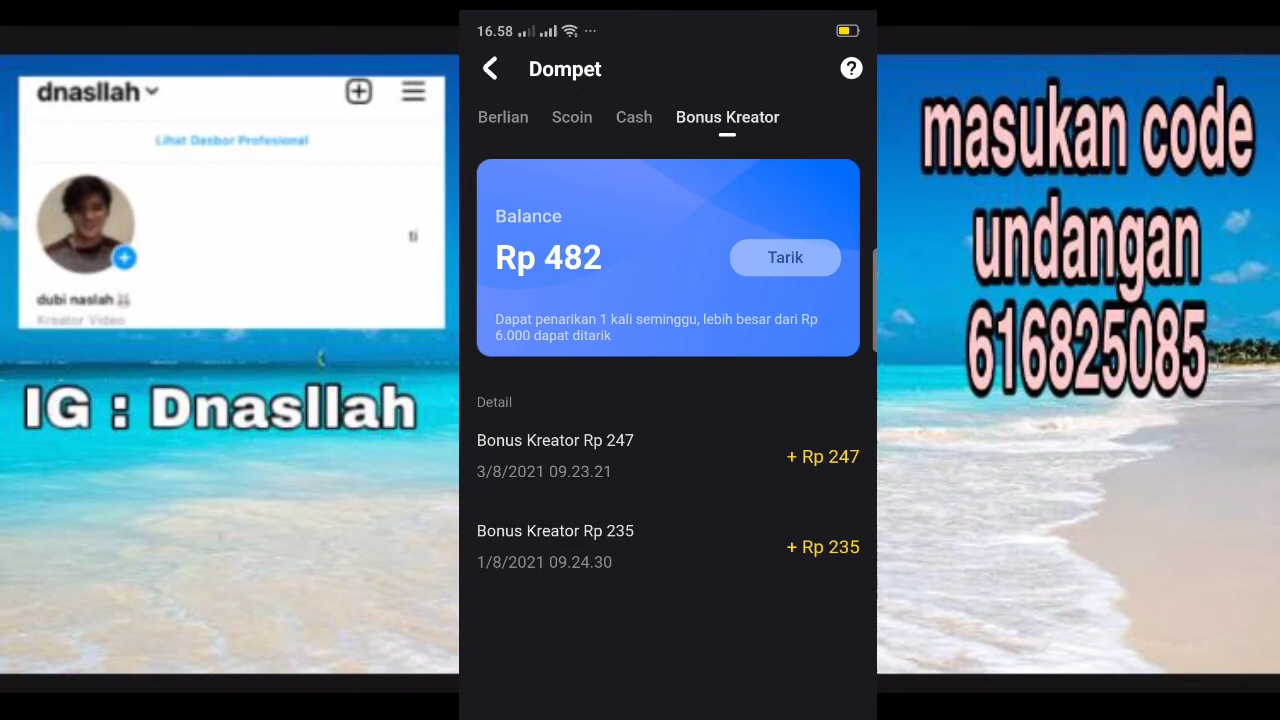 dnasllah
Lihat Dasbor Profesional
ti
dubi naslah
Kreator Video
IG : Dnasllah
16.58
Dompet
Berlian Scoin Cash Bonus Kreator
Balance
Rp 482
Tarik
Dapat penarikan 1 kali seminggu, lebih besar dari Rp
6.000 dapat ditarik
Detail
Bonus Kreator Rp 247
+ Rp 247
3/8/2021 09.23.21
Bonus Kreator Rp 235
+ Rp 235
1/8/2021 09.24.30
masukan code
undangan
616825085